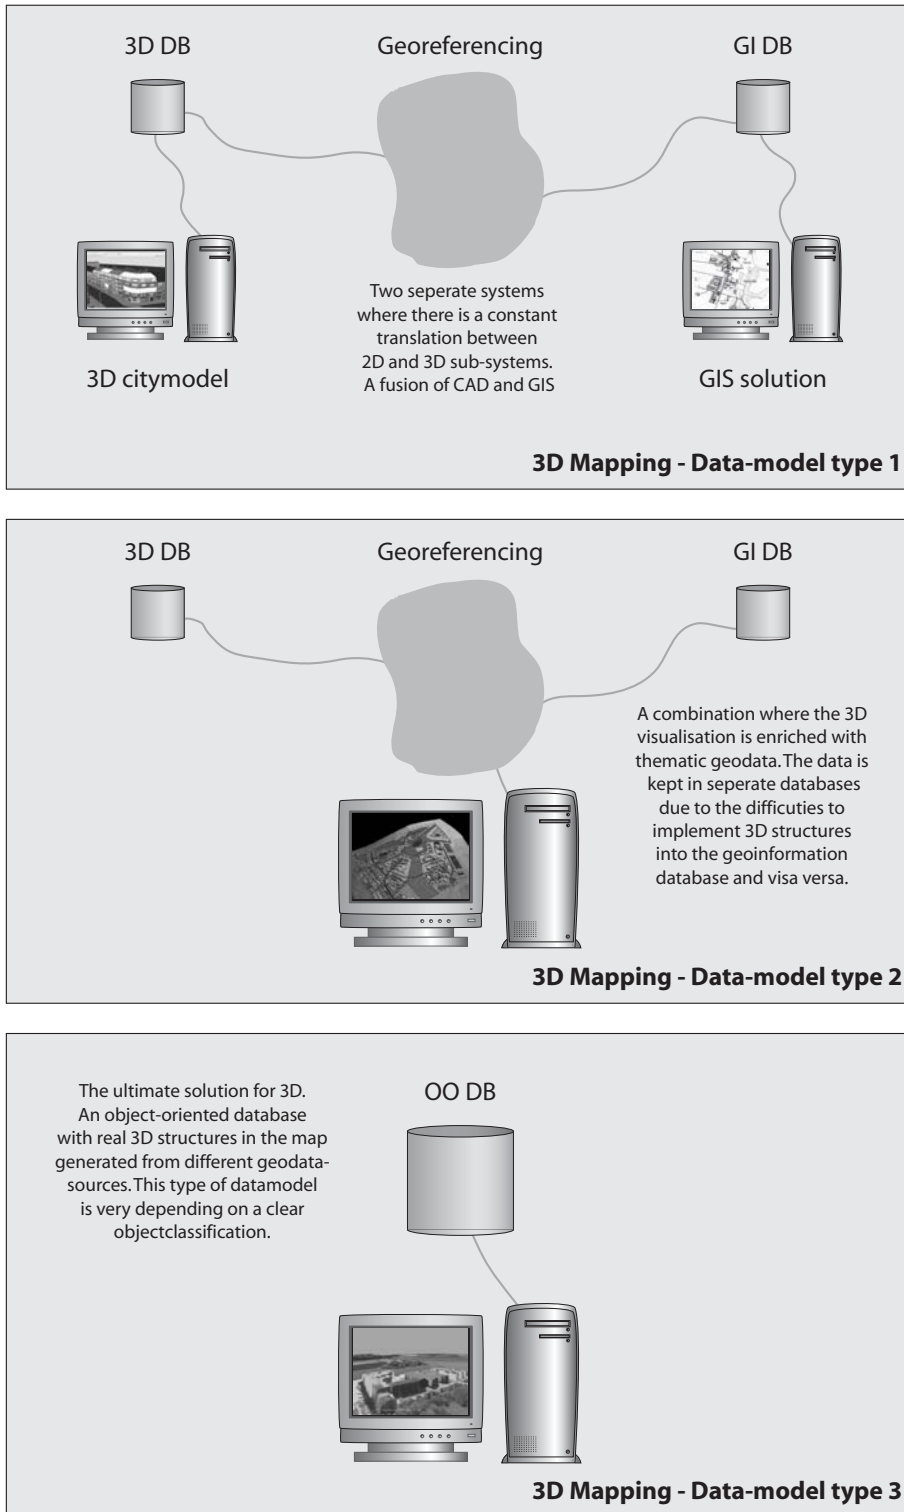 3D DB
Georeferencing
GI DB
Two seperate systems
where there is a constant
translation between
2D and 3D sub-systems.
A fusion of CAD and GIS
3D citymodel
GIS solution
3D Mapping - Data-model type 1
3D DB
Georeferencing
GI DB
A combination where the 3D
visualisation is enriched with
thematic geodata. The data is
kept in seperate databases
due to the difficuties to
implement 3D structures
into the geoinformation
database and visa versa.
3D Mapping - Data-model type 2
The ultimate solution for 3D.
An object-oriented database
with real 3D structures in the map
generated from different geodata-
sources. This type of datamodel
is very depending on a clear
objectclassification.
OO DB
3D Mapping - Data-model type 3